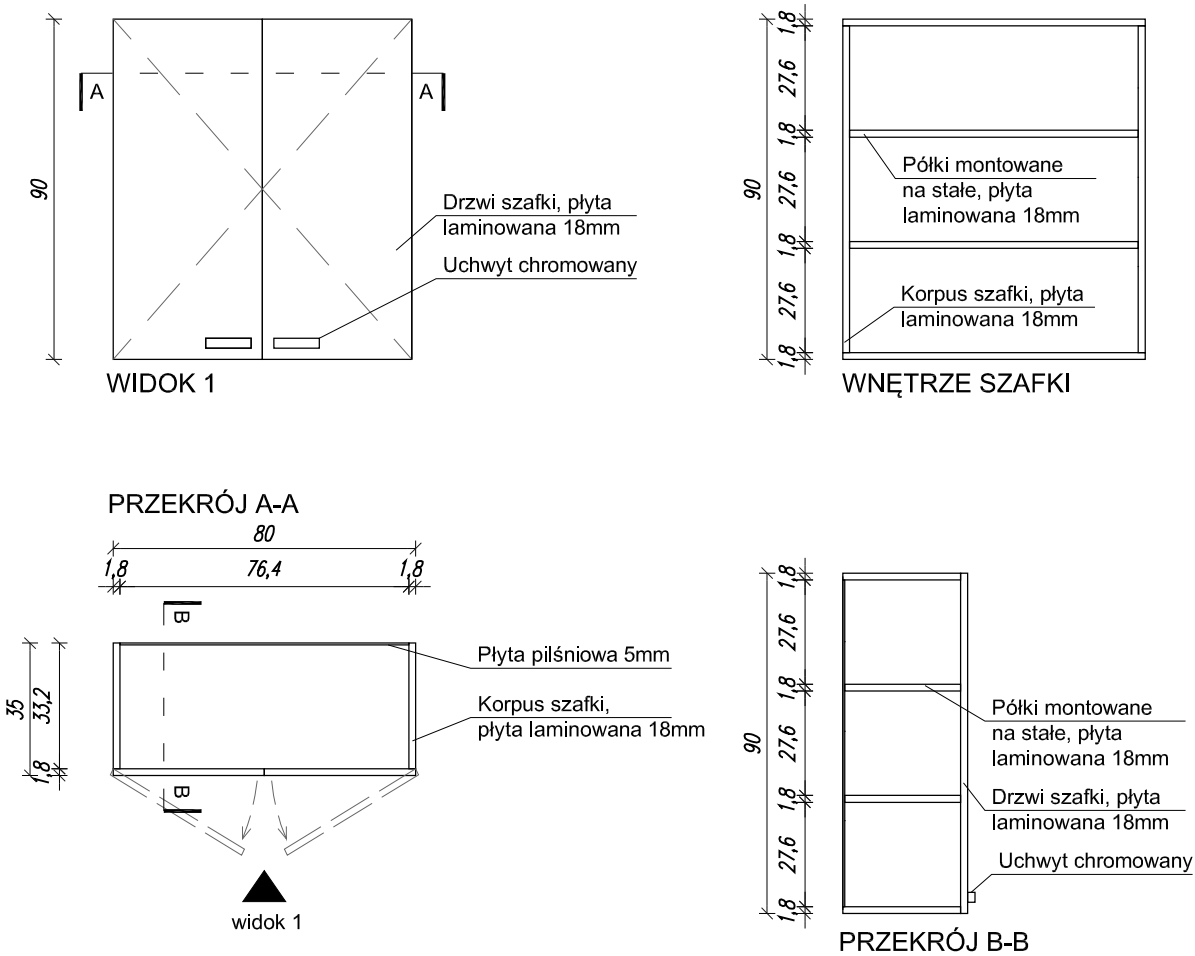 90
A
A
Drzwi szafki, płyta
laminowana 18mm
Uchwyt chromowany
WIDOK 1
90
1,8
27,6
1,8
27,6
1,8
27,6
1,8
Półki montowane
na stałe, płyta
laminowana 18mm
Korpus szafki, płyta
laminowana 18mm
WNĘTRZE SZAFKI
PRZEKRÓJ A-A
80
1,8
76,4
1,8
B
35
33,2
1,8
Płyta pilśniowa 5mm
Korpus szafki,
płyta laminowana 18mm
B
widok 1
90
1,8
27,6
1,8
27,6
1,8
27,6
1,8
Półki montowane
na stałe, płyta
laminowana 18mm
Drzwi szafki, płyta
laminowana 18mm
Uchwyt chromowany
PRZEKRÓJ B-B